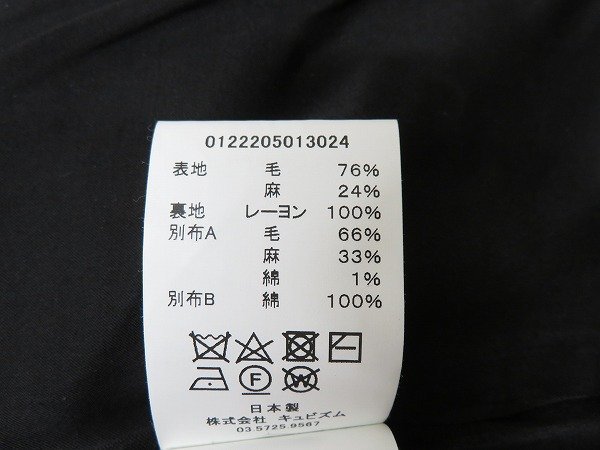 0122205013024
表地 毛 76%
麻 24%
裏地 レーヨン 100%
別布A 毛 66%
麻 33%
綿 1%
別布B 綿 100%
F W
日本製
株式会社 キュビズム
03.5725.9567